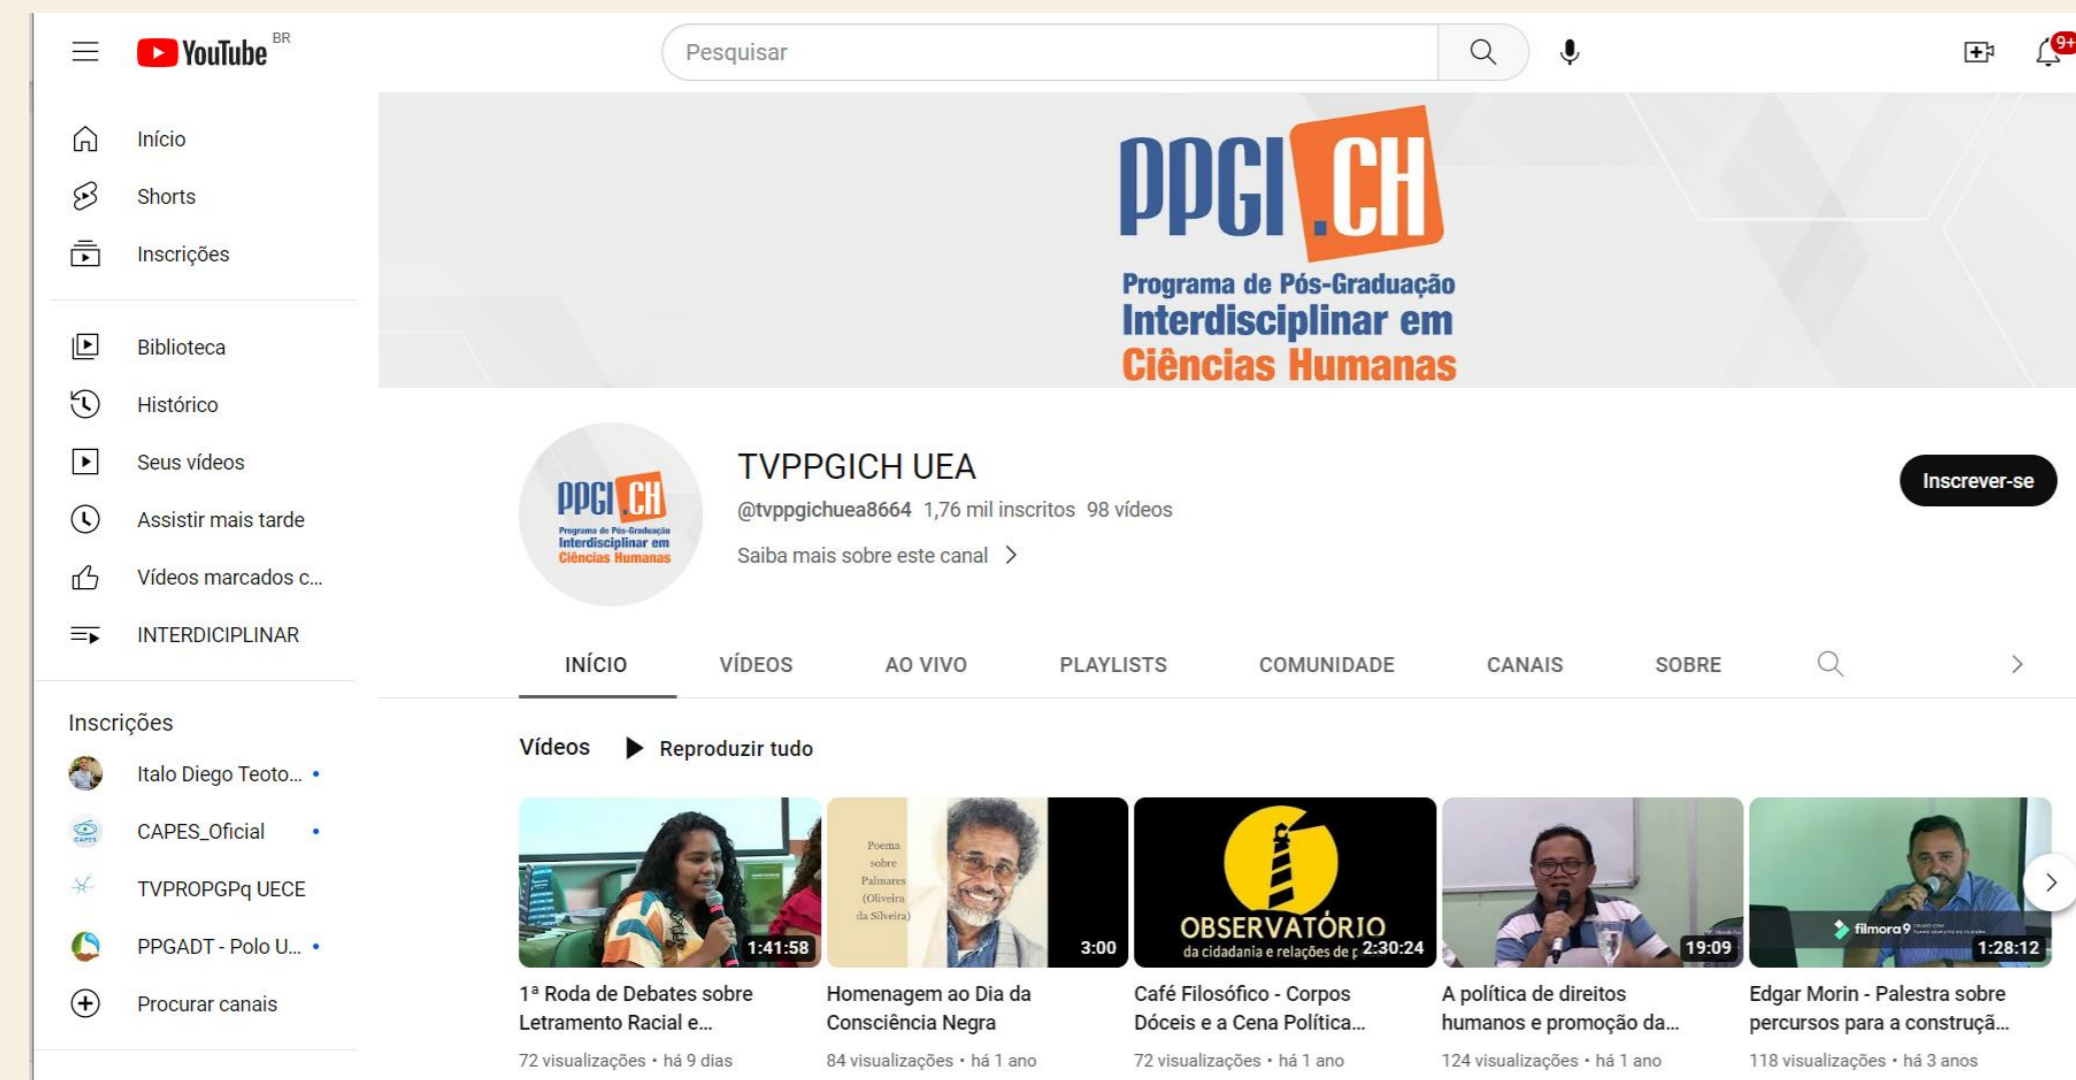 YouTube BR
Pesquisar
9+
Início
Shorts
Inscrições
Biblioteca
Histórico
Seus vídeos
Assistir mais tarde
Vídeos marcados c...
INTERDICIPLINAR
Inscrições
Italo Diego Teoto...
CAPES_Oficial
TVPROPGPq UECE
PPGADT - Polo U...
Procurar canais
PPGI.CH
Programa de Pós-Graduação
Interdisciplinar em
Ciências Humanas
PPGI.CH
Programa de Pós-Graduação
Interdisciplinar em
Ciências Humanas
TVPPGICH UEA
@tvppgichuea8664 1,76 mil inscritos 98 vídeos
Saiba mais sobre este canal
Inscrever-se
INÍCIO VÍDEOS AO VIVO PLAYLISTS COMUNIDADE CANAIS SOBRE
Vídeos Reproduzir tudo
1:41:58
1ª Roda de Debates sobre
Letramento Racial e...
72 visualizações • há 9 dias
Poema
sobre
Palmares
(Oliveira
da Silveira)
3:00
Homenagem ao Dia da
Consciência Negra
84 visualizações • há 1 ano
OBSERVATÓRIO
da cidadania e relações de p
2:30:24
Café Filosófico - Corpos
Dóceis e a Cena Política...
72 visualizações • há 1 ano
19:09
A política de direitos
humanos e promoção da...
124 visualizações • há 1 ano
filmora9
1:28:12
Edgar Morin - Palestra sobre
percursos para a construçã...
118 visualizações • há 3 anos